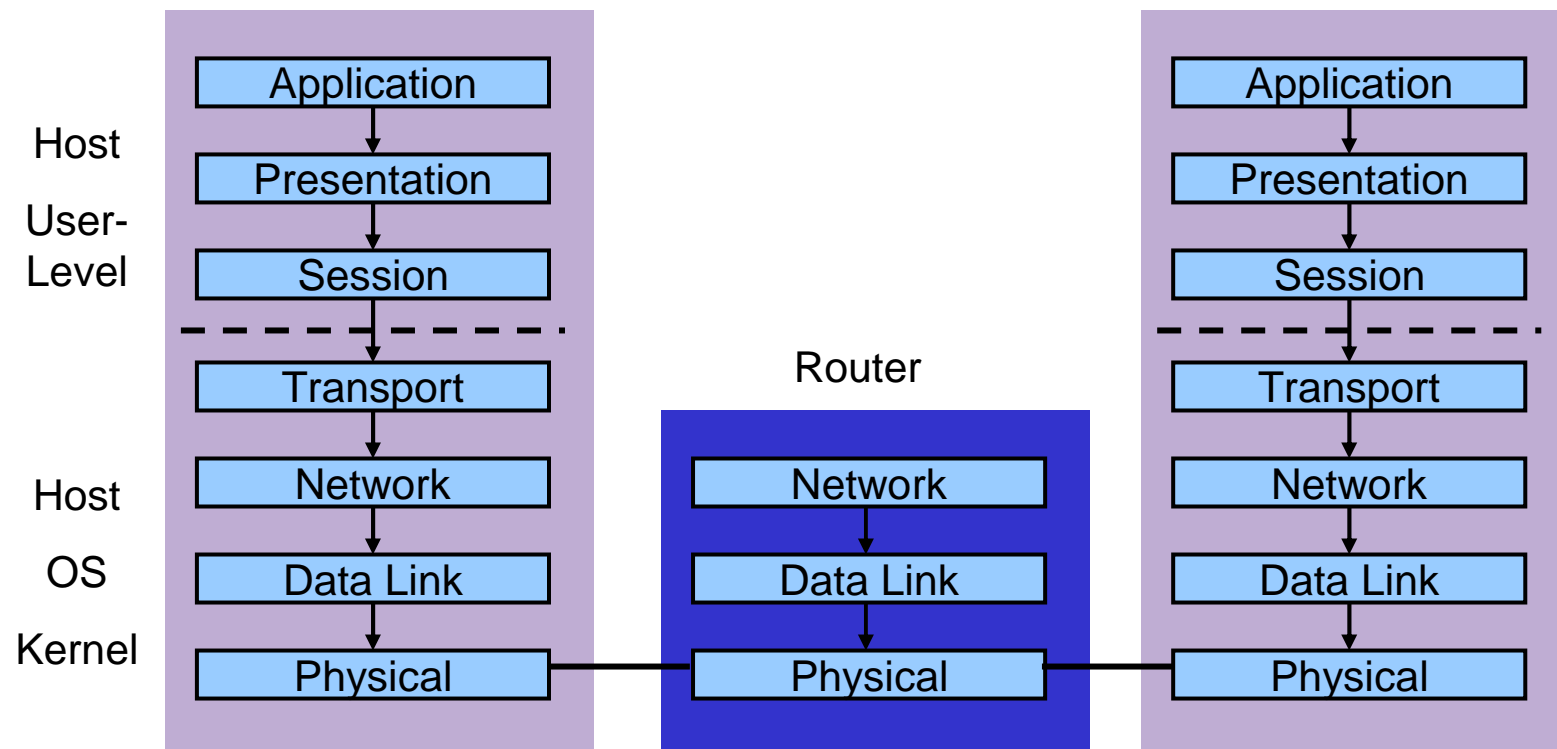 Host
User-
Level
Host
OS
Kernel
Application
Presentation
Session
Transport
Network
Data Link
Physical
Router
Network
Data Link
Physical
Application
Presentation
Session
Transport
Network
Data Link
Physical